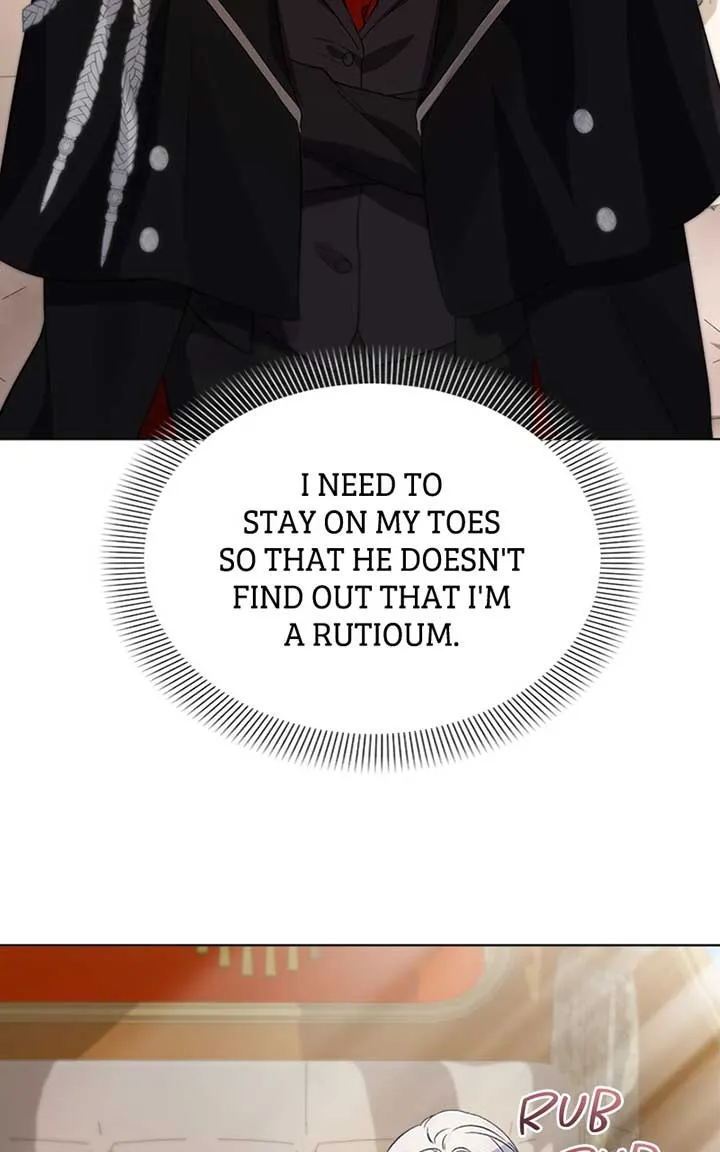 I NEED TO
STAY ON MY TOES
SO THAT HE DOESN'T
FIND OUT THAT I'M
A RUTIOUM.
RUB